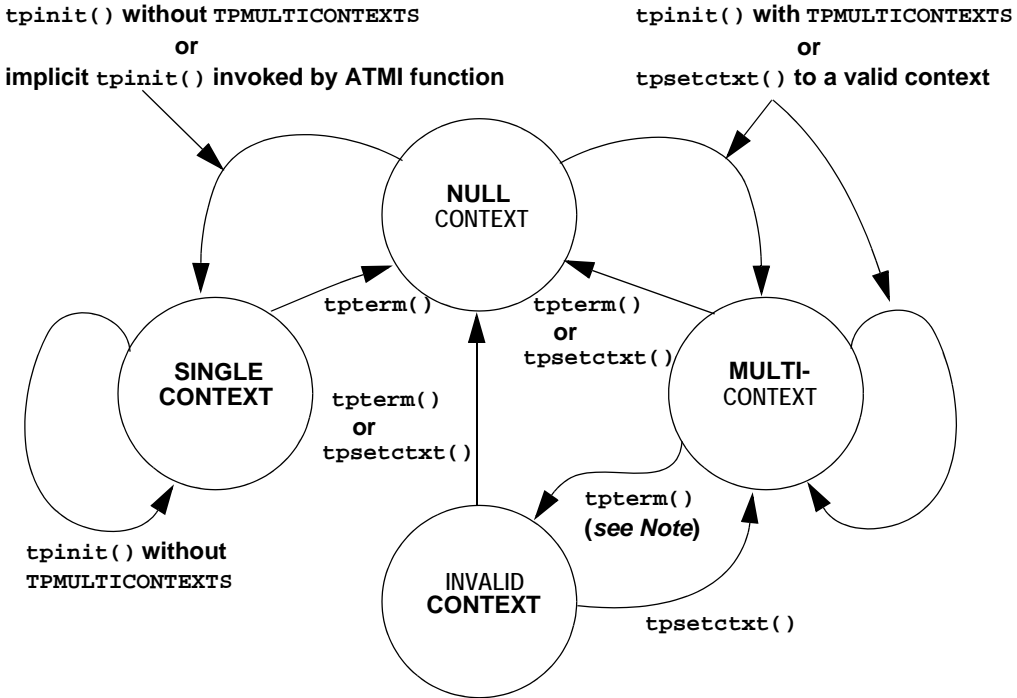 tpinit() without TPMULTICONTEXTS
or
implicit tpinit() invoked by ATMI function
tpinit() with TPMULTICONTEXTS
or
tpsetctxt() to a valid context
NULL
CONTEXT
tpterm()
tpterm()
or
tpsetctxt()
SINGLE
CONTEXT
MULTI-
CONTEXT
tpterm()
or
tpsetctxt()
tpterm()
(see Note)
tpinit() without
TPMULTICONTEXTS
INVALID
CONTEXT
tpsetctxt()